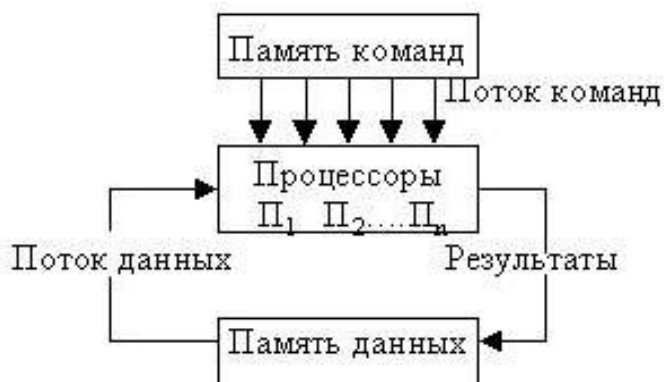 Память команд
Поток команд
Процессоры
П1 П2....Пn
Поток данных
Результаты
Память данных